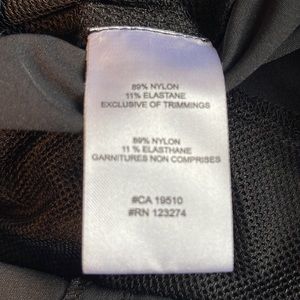 89% NYLON
11% ELASTANE
EXCLUSIVE OF TRIMMINGS
89% NYLON
11% ELASTHANE
GARNITURES NON COMPRISES
#CA 19510
#RN 123274